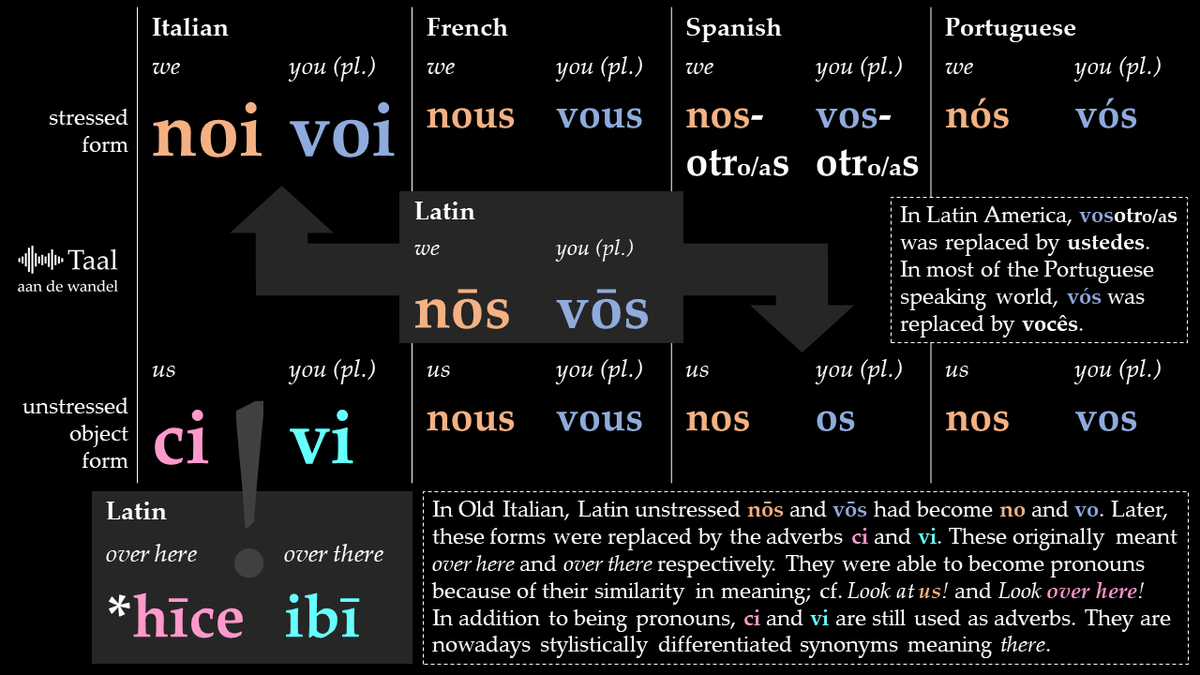 Italian
French
Spanish
Portuguese
we you (pl.)
we you (pl.)
we you (pl.)
we you (pl.)
stressed
form
noi voi
nous vous
nos- vos-
otro/as otro/as
nós vós
Latin
we you (pl.)
nōs vōs
In Latin America, vosotro/as
was replaced by ustedes.
In most of the Portuguese
speaking world, vós was
replaced by vocês.
Taal
aan de wandel
us you (pl.)
us you (pl.)
us you (pl.)
us you (pl.)
unstressed
object
form
ci ! vi
nous vous
nos os
nos vos
Latin
over here over there
*hīce ibī
In Old Italian, Latin unstressed nōs and vōs had become no and vo. Later,
these forms were replaced by the adverbs ci and vi. These originally meant
over here and over there respectively. They were able to become pronouns
because of their similarity in meaning; cf. Look at us! and Look over here!
In addition to being pronouns, ci and vi are still used as adverbs. They are
nowadays stylistically differentiated synonyms meaning there.